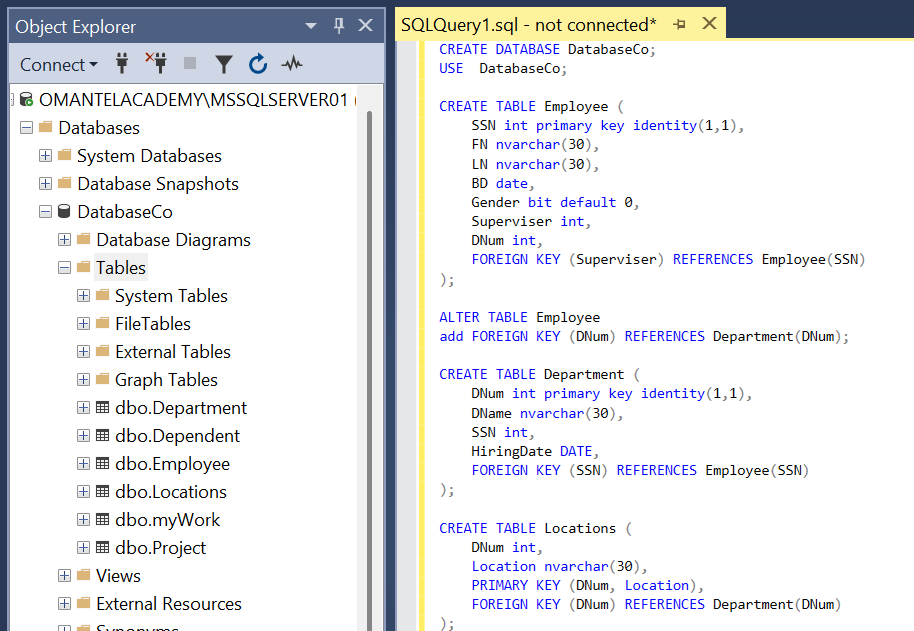 Object Explorer
Connect
OMANTELACADEMY\MSSQLSERVER01 (
Databases
System Databases
Database Snapshots
DatabaseCo
Database Diagrams
Tables
System Tables
FileTables
External Tables
Graph Tables
dbo.Department
dbo.Dependent
dbo.Employee
dbo.Locations
dbo.myWork
dbo.Project
Views
External Resources
Synonyms
SQLQuery1.sql - not connected*
CREATE DATABASE DatabaseCo;
USE  DatabaseCo;
CREATE TABLE Employee (
SSN int primary key identity(1,1),
FN nvarchar(30),
LN nvarchar(30),
BD date,
Gender bit default 0,
Superviser int,
DNum int,
FOREIGN KEY (Superviser) REFERENCES Employee(SSN)
);
ALTER TABLE Employee
add FOREIGN KEY (DNum) REFERENCES Department(DNum);
CREATE TABLE Department (
DNum int primary key identity(1,1),
DName nvarchar(30),
SSN int,
HiringDate DATE,
FOREIGN KEY (SSN) REFERENCES Employee(SSN)
);
CREATE TABLE Locations (
DNum int,
Location nvarchar(30),
PRIMARY KEY (DNum, Location),
FOREIGN KEY (DNum) REFERENCES Department(DNum)
);